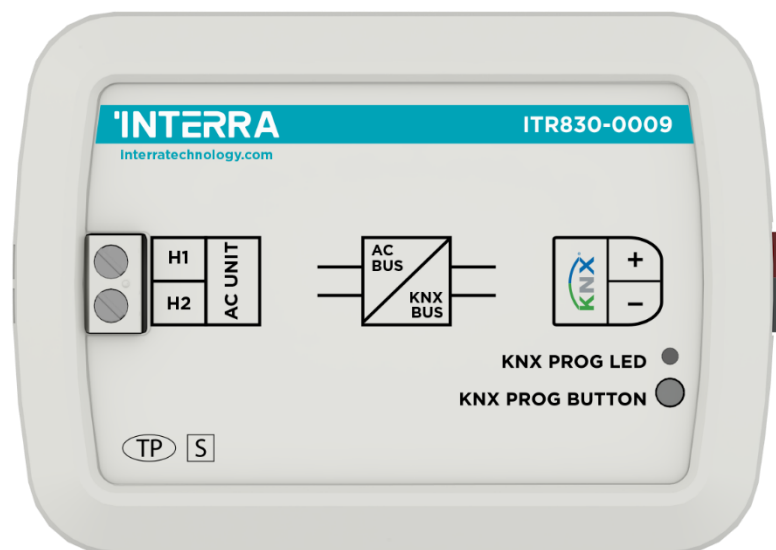 INTERRA
ITR830-0009
interratechnology.com
H1
H2
AC UNIT
AC
BUS
KNX
BUS
KNX
+
−
KNX PROG LED
KNX PROG BUTTON
TP
S